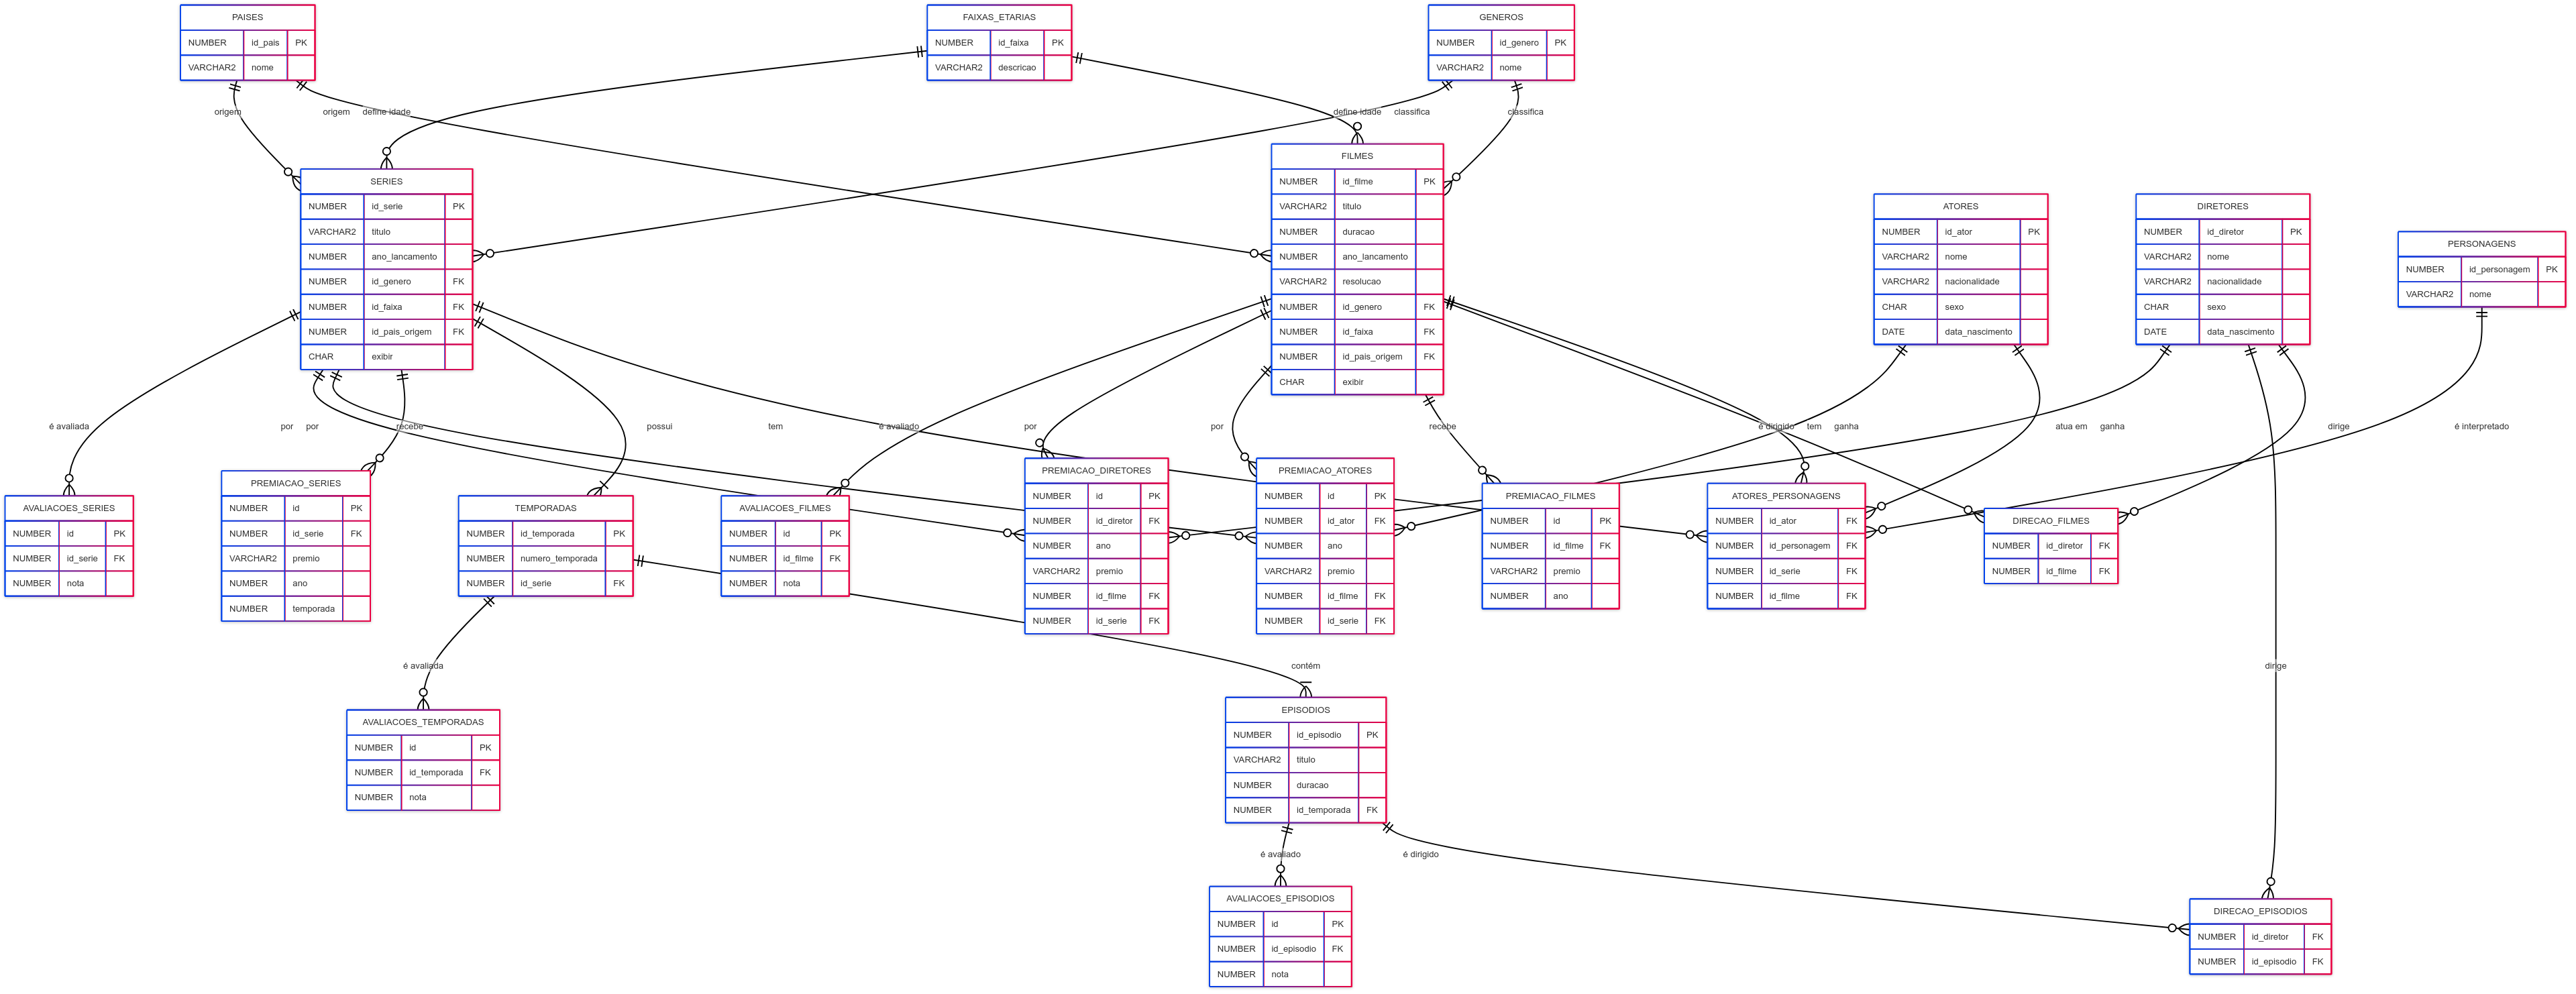 PAISES
NUMBER id_pais PK
VARCHAR2 nome
FAIXAS_ETARIAS
NUMBER id_faixa PK
VARCHAR2 descricao
GENEROS
NUMBER id_genero PK
VARCHAR2 nome
origem
origem
define idade
define idade
classifica
classifica
SERIES
NUMBER id_serie PK
VARCHAR2 titulo
NUMBER ano_lancamento
NUMBER id_genero FK
NUMBER id_faixa FK
NUMBER id_pais_origem FK
CHAR exibir
FILMES
NUMBER id_filme PK
VARCHAR2 titulo
NUMBER duracao
NUMBER ano_lancamento
VARCHAR2 resolucao
NUMBER id_genero FK
NUMBER id_faixa FK
NUMBER id_pais_origem FK
CHAR exibir
ATORES
NUMBER id_ator PK
VARCHAR2 nome
VARCHAR2 nacionalidade
CHAR sexo
DATE data_nascimento
DIRETORES
NUMBER id_diretor PK
VARCHAR2 nome
VARCHAR2 nacionalidade
CHAR sexo
DATE data_nascimento
PERSONAGENS
NUMBER id_personagem PK
VARCHAR2 nome
é avaliada
por
por
recebe
possui
tem
é avaliado
por
por
recebe
é dirigido
tem
ganha
atua em
ganha
dirige
é interpretado
AVALIACOES_SERIES
NUMBER id PK
NUMBER id_serie FK
NUMBER nota
PREMIACAO_SERIES
NUMBER id PK
NUMBER id_serie FK
VARCHAR2 premio
NUMBER ano
NUMBER temporada
TEMPORADAS
NUMBER id_temporada PK
NUMBER numero_temporada
NUMBER id_serie FK
AVALIACOES_FILMES
NUMBER id PK
NUMBER id_filme FK
NUMBER nota
PREMIACAO_DIRETORES
NUMBER id PK
NUMBER id_diretor FK
NUMBER ano
VARCHAR2 premio
NUMBER id_filme FK
NUMBER id_serie FK
PREMIACAO_ATORES
NUMBER id PK
NUMBER id_ator FK
NUMBER ano
VARCHAR2 premio
NUMBER id_filme FK
NUMBER id_serie FK
PREMIACAO_FILMES
NUMBER id PK
NUMBER id_filme FK
VARCHAR2 premio
NUMBER ano
ATORES_PERSONAGENS
NUMBER id_ator FK
NUMBER id_personagem FK
NUMBER id_serie FK
NUMBER id_filme FK
DIRECAO_FILMES
NUMBER id_diretor FK
NUMBER id_filme FK
é avaliada
contém
dirige
AVALIACOES_TEMPORADAS
NUMBER id PK
NUMBER id_temporada FK
NUMBER nota
EPISODIOS
NUMBER id_episodio PK
VARCHAR2 titulo
NUMBER duracao
NUMBER id_temporada FK
é avaliado
é dirigido
AVALIACOES_EPISODIOS
NUMBER id PK
NUMBER id_episodio FK
NUMBER nota
DIRECAO_EPISODIOS
NUMBER id_diretor FK
NUMBER id_episodio FK